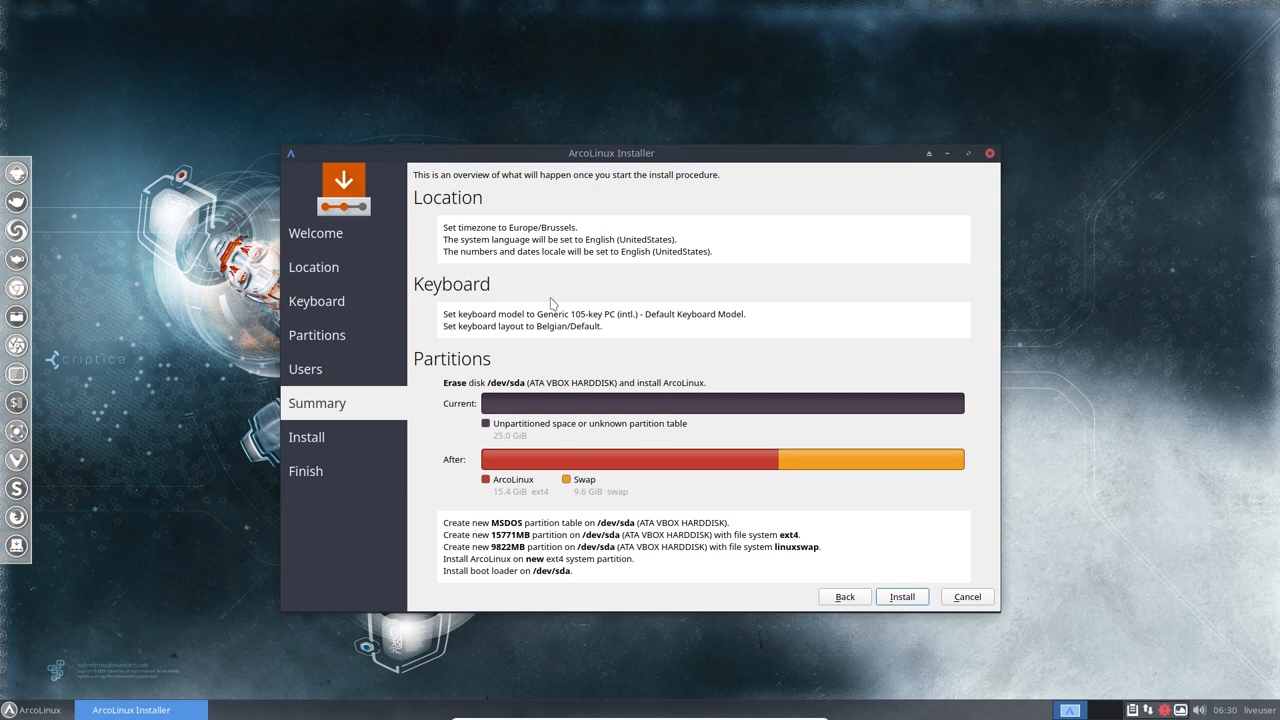 ArcoLinux Installer
This is an overview of what will happen once you start the install procedure.
Welcome
Location
Keyboard
Partitions
Users
Summary
Install
Finish
Location
Set timezone to Europe/Brussels.
The system language will be set to English (UnitedStates).
The numbers and dates locale will be set to English (UnitedStates).
Keyboard
Set keyboard model to Generic 105-key PC (intl.) - Default Keyboard Model.
Set keyboard layout to Belgian/Default.
Partitions
Erase disk /dev/sda (ATA VBOX HARDDISK) and install ArcoLinux.
Current:
Unpartitioned space or unknown partition table
25.0 GiB
After:
ArcoLinux Swap
15.4 GiB ext4 9.6 GiB swap
Create new MSDOS partition table on /dev/sda (ATA VBOX HARDDISK).
Create new 15771MB partition on /dev/sda (ATA VBOX HARDDISK) with file system ext4.
Create new 9822MB partition on /dev/sda (ATA VBOX HARDDISK) with file system linuxswap.
Install ArcoLinux on new ext4 system partition.
Install boot loader on /dev/sda.
Back Install Cancel
criptica
ArcoLinux ArcoLinux Installer 06:30 liveuser